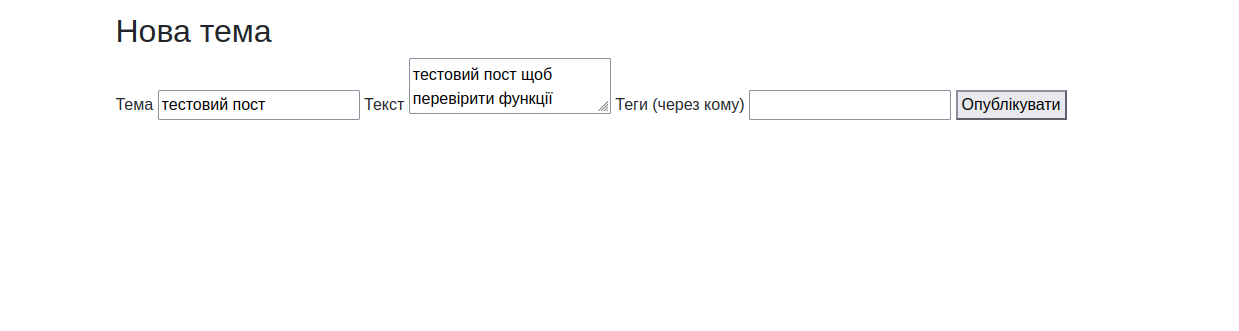 Нова тема
Тема тестовий пост Текст тестовий пост щоб
перевірити функції Теги (через кому) Опублікувати